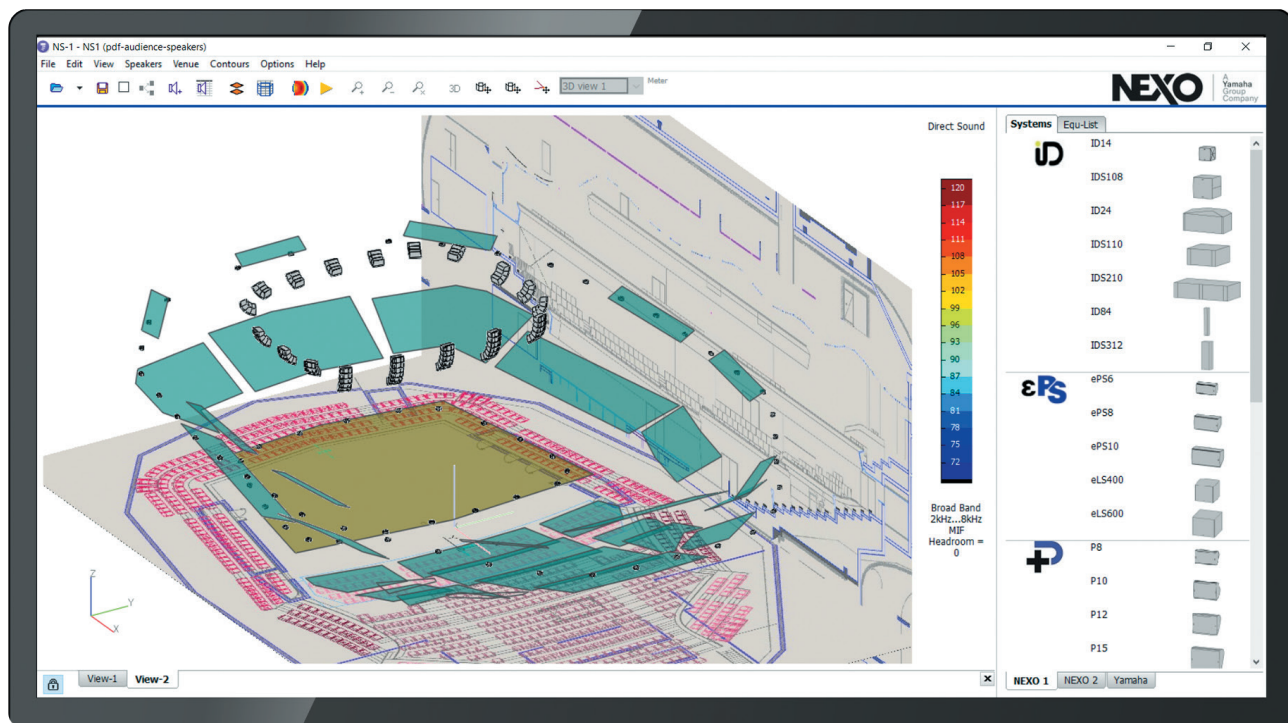 NS-1 - NS1 (pdf-audience-speakers)
File Edit View Speakers Venue Contours Options Help
3D
3D view 1
Meter
NEXO
A
Yamaha
Group
Company
Direct Sound
120
117
114
111
108
105
102
99
96
93
90
87
84
81
78
75
72
Broad Band
2kHz...8kHz
MIF
Headroom =
0
Z
Y
X
Systems Equ-List
iD
ID14
IDS108
ID24
IDS110
IDS210
ID84
IDS312
εPS
ePS6
ePS8
ePS10
eLS400
eLS600
P+
P8
P10
P12
P15
View-1 View-2
NEXO 1 NEXO 2 Yamaha